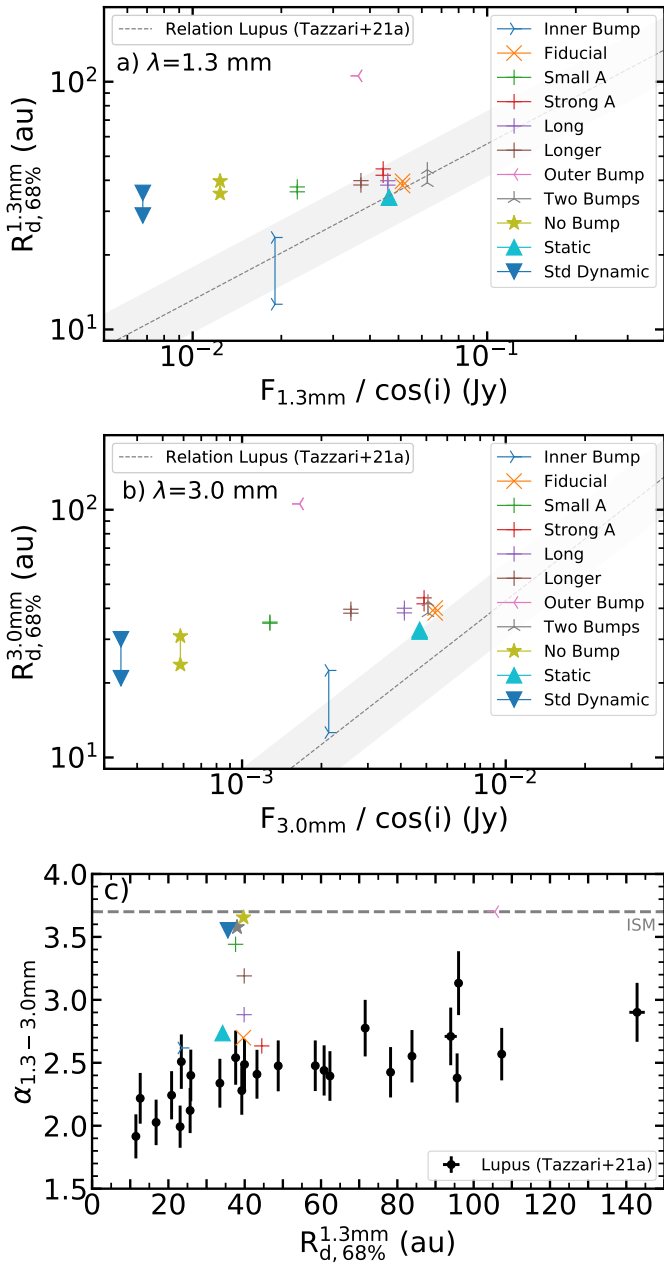 Relation Lupus (Tazzari+21a)
a) λ=1.3 mm
Inner Bump
Fiducial
Small A
Strong A
Long
Longer
Outer Bump
Two Bumps
No Bump
Static
Std Dynamic
10²
10¹
R_{d, 68%}^{1.3mm} (au)
10⁻² 10⁻¹
F_{1.3mm} / cos(i) (Jy)
Relation Lupus (Tazzari+21a)
b) λ=3.0 mm
Inner Bump
Fiducial
Small A
Strong A
Long
Longer
Outer Bump
Two Bumps
No Bump
Static
Std Dynamic
10²
10¹
R_{d, 68%}^{3.0mm} (au)
10⁻³ 10⁻²
F_{3.0mm} / cos(i) (Jy)
c)
ISM
4.0
3.5
3.0
2.5
2.0
1.5
α_{1.3 − 3.0mm}
Lupus (Tazzari+21a)
0 20 40 60 80 100 120 140
R_{d, 68%}^{1.3mm} (au)